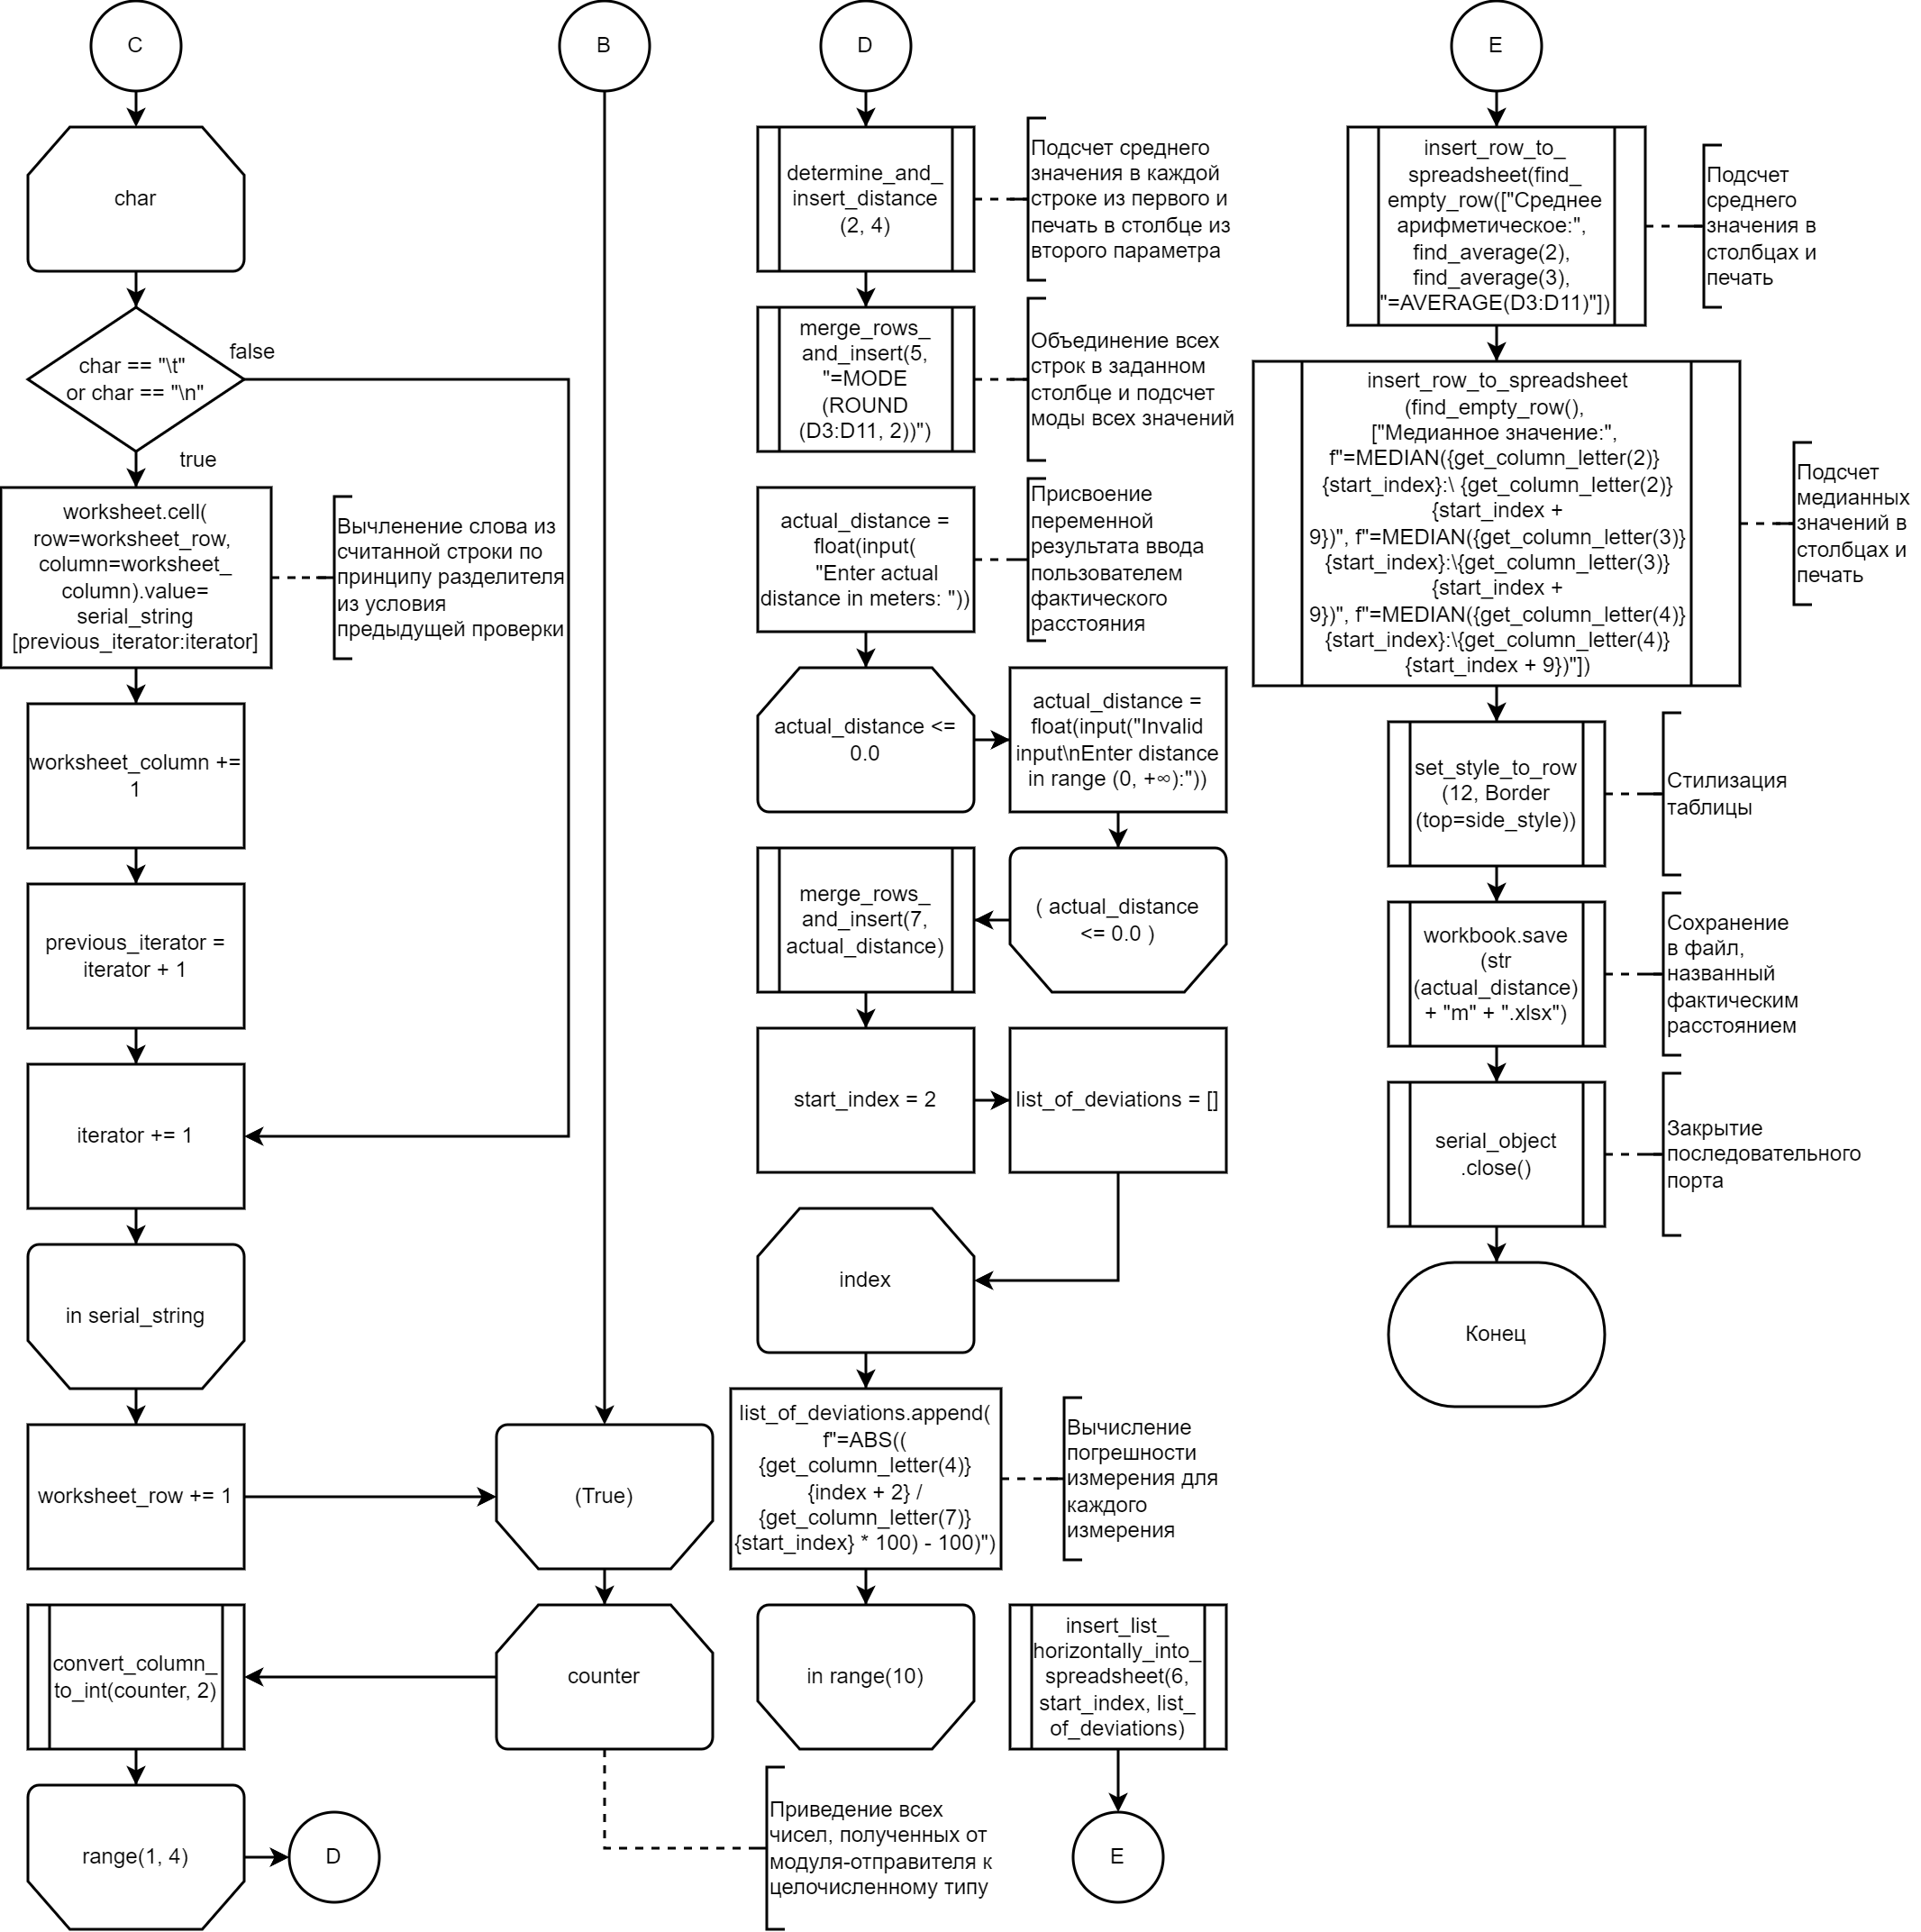 C
char
char == "\t"
or char == "\n"
false
true
worksheet.cell(
row=worksheet_row,
column=worksheet_
column).value=
serial_string
[previous_iterator:iterator]
Вычленение слова из
считанной строки по
принципу разделителя
из условия
предыдущей проверки
worksheet_column +=
1
previous_iterator =
iterator + 1
iterator += 1
in serial_string
worksheet_row += 1
convert_column_
to_int(counter, 2)
range(1, 4)
D
B
(True)
counter
Приведение всех
чисел, полученных от
модуля-отправителя к
целочисленному типу
D
determine_and_
insert_distance
(2, 4)
Подсчет среднего
значения в каждой
строке из первого и
печать в столбце из
второго параметра
merge_rows_
and_insert(5,
"=MODE
(ROUND
(D3:D11, 2))")
Объединение всех
строк в заданном
столбце и подсчет
моды всех значений
actual_distance =
float(input(
"Enter actual
distance in meters: "))
Присвоение
переменной
результата ввода
пользователем
фактического
расстояния
actual_distance <=
0.0
actual_distance =
float(input("Invalid
input\nEnter distance
in range (0, +∞):"))
( actual_distance
<= 0.0 )
merge_rows_
and_insert(7,
actual_distance)
start_index = 2
list_of_deviations = []
index
list_of_deviations.append(
f"=ABS((
{get_column_letter(4)}
{index + 2} /
{get_column_letter(7)}
{start_index} * 100) - 100)")
Вычисление
погрешности
измерения для
каждого
измерения
in range(10)
insert_list_
horizontally_into_
spreadsheet(6,
start_index, list_
of_deviations)
E
E
insert_row_to_
spreadsheet(find_
empty_row(["Среднее
арифметическое:",
find_average(2),
find_average(3),
"=AVERAGE(D3:D11)"])
Подсчет
среднего
значения в
столбцах и
печать
insert_row_to_spreadsheet
(find_empty_row(),
["Медианное значение:",
f"=MEDIAN({get_column_letter(2)}
{start_index}:\ {get_column_letter(2)}
{start_index +
9})", f"=MEDIAN({get_column_letter(3)}
{start_index}:\{get_column_letter(3)}
{start_index +
9})", f"=MEDIAN({get_column_letter(4)}
{start_index}:\{get_column_letter(4)}
{start_index + 9})"])
Подсчет
медианных
значений в
столбцах и
печать
set_style_to_row
(12, Border
(top=side_style))
Стилизация
таблицы
workbook.save
(str
(actual_distance)
+ "m" + ".xlsx")
Сохранение
в файл,
названный
фактическим
расстоянием
serial_object
.close()
Закрытие
последовательного
порта
Конец